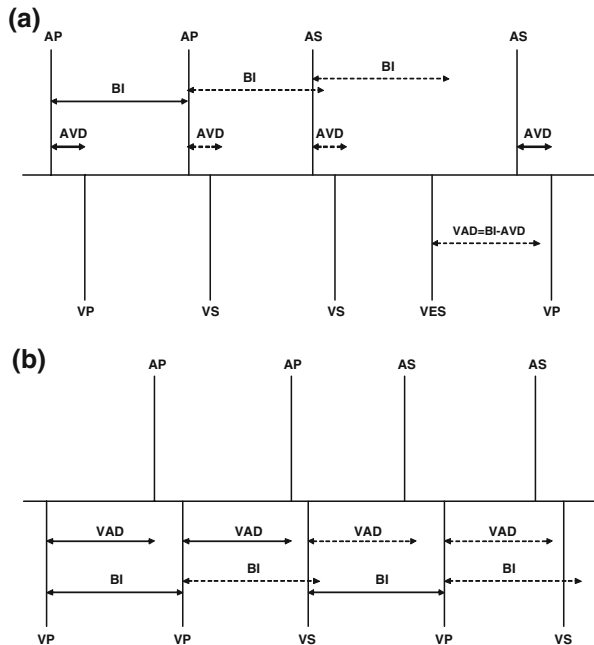 (a)
AP AP AS AS
BI
BI
BI
AVD AVD AVD AVD
VAD=BI-AVD
VP VS VS VES VP
(b)
AP AP AS AS
VAD VAD VAD VAD
BI BI BI BI
VP VP VS VP VS